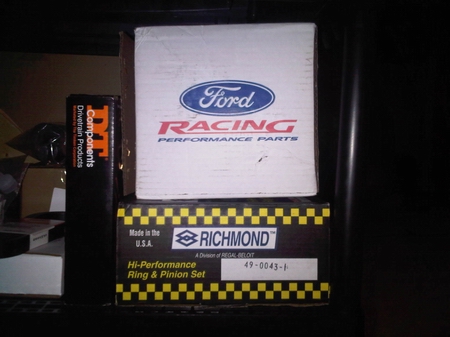 Ford
RACING
PERFORMANCE PARTS
Components
Drivetrain Products
Made in the
U.S.A.
RICHMOND™
A Division of REGAL-BELOIT
Hi-Performance
Ring & Pinion Set
49-0043-1